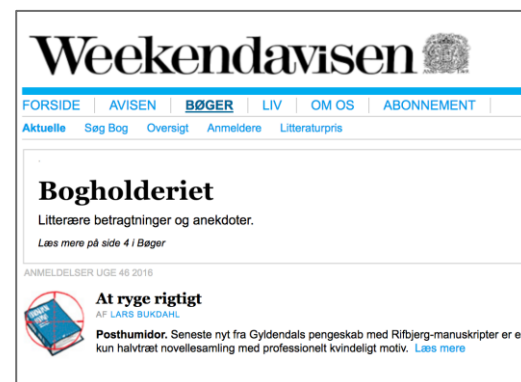 Weekendavisen
FORSIDE AVISEN BØGER LIV OM OS ABONNEMENT
Aktuelle Søg Bog Oversigt Anmeldere Litteraturpris
Bogholderiet
Litterære betragtninger og anekdoter.
Læs mere på side 4 i Bøger
ANMELDELSER UGE 46 2016
At ryge rigtigt
AF LARS BUKDAHL
Posthumidor. Seneste nyt fra Gyldendals pengeskab med Rifbjerg-manuskripter er e
kun halvtræt novellesamling med professionelt kvindeligt motiv. Læs mere